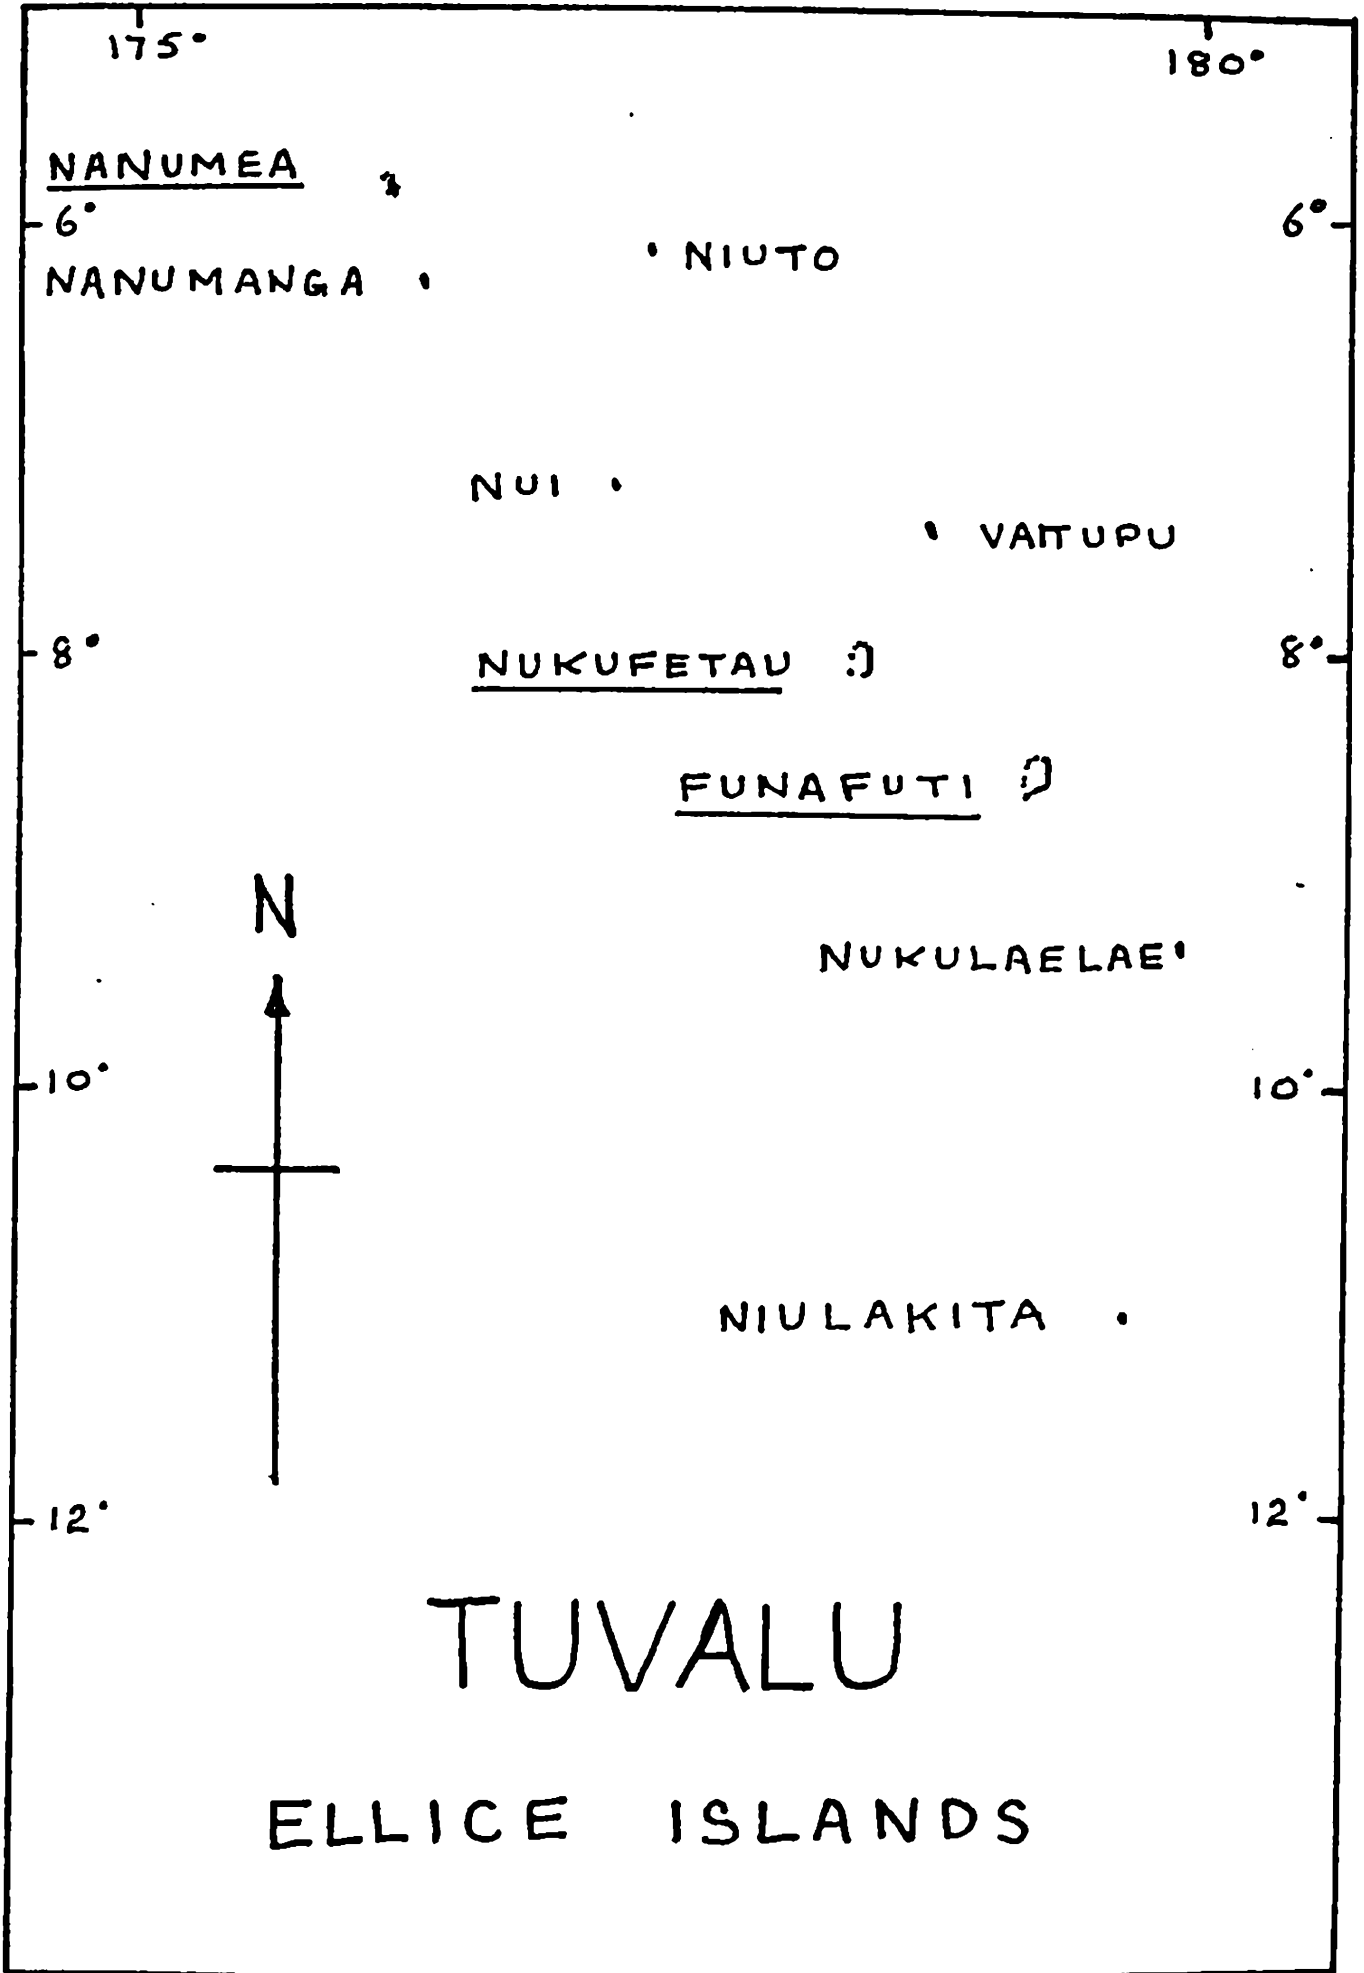 175° 180°
NANUMEA
6° 6°
NIUTO
NANUMANGA
NUI
VAITUPU
8° 8°
NUKUFETAU
FUNAFUTI
N
NUKULAELAE
10° 10°
NIULAKITA
12° 12°
TUVALU
ELLICE ISLANDS